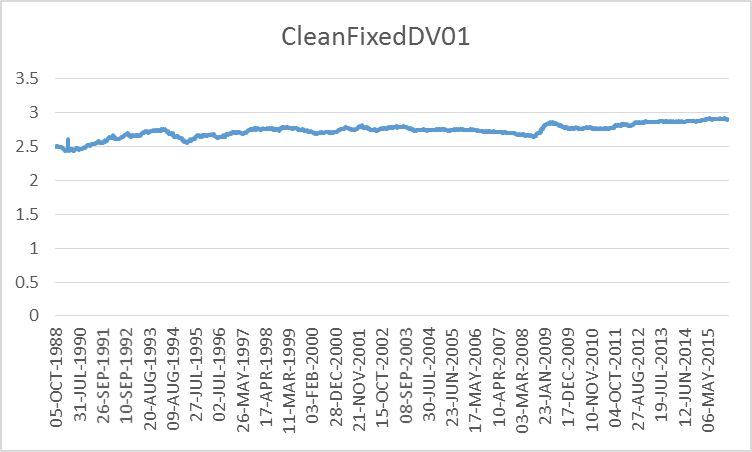 CleanFixedDV01
3.5
3
2.5
2
1.5
1
0.5
0
05-OCT-1988
31-JUL-1990
26-SEP-1991
10-SEP-1992
20-AUG-1993
09-AUG-1994
27-JUL-1995
02-JUL-1996
26-MAY-1997
17-APR-1998
11-MAR-1999
03-FEB-2000
28-DEC-2000
21-NOV-2001
15-OCT-2002
08-SEP-2003
30-JUL-2004
23-JUN-2005
17-MAY-2006
10-APR-2007
03-MAR-2008
23-JAN-2009
17-DEC-2009
10-NOV-2010
04-OCT-2011
27-AUG-2012
19-JUL-2013
12-JUN-2014
06-MAY-2015